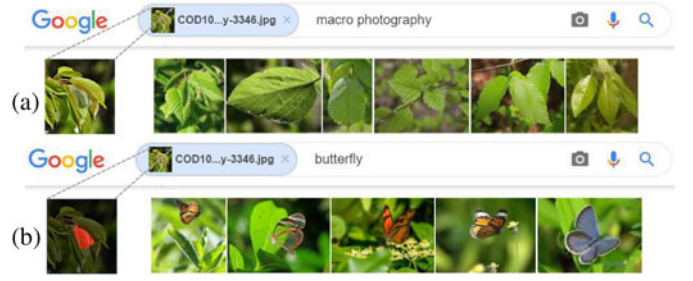 Google COD10...y-3346.jpg × macro photography
(a)
Google COD10...y-3346.jpg × butterfly
(b)